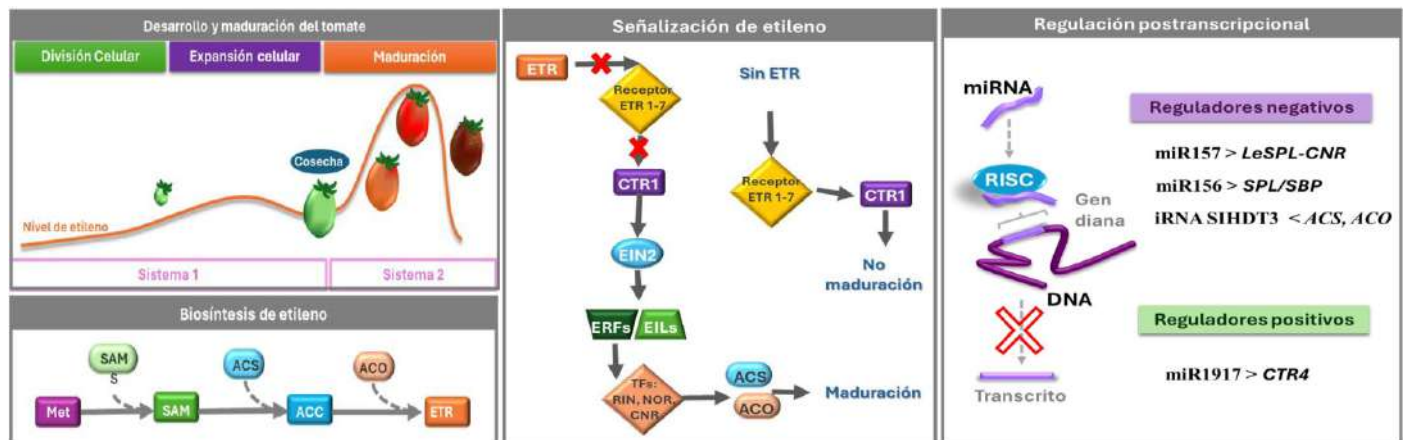 Desarrollo y maduración del tomate
División Celular
Expansión celular
Maduración
Cosecha
Nivel de etileno
Sistema 1
Sistema 2
Biosíntesis de etileno
SAM
S
ACS
ACO
Met
SAM
ACC
ETR
Señalización de etileno
ETR
Receptor
ETR 1-7
CTR1
EIN2
ERFs
EILs
TFs:
RIN, NOR,
CNR
ACS
ACO
Maduración
Sin ETR
Receptor
ETR 1-7
CTR1
No
maduración
Regulación postranscripcional
miRNA
RISC
Gen
diana
DNA
Transcrito
Reguladores negativos
miR157 > LeSPL-CNR
miR156 > SPL/SBP
iRNA SIHDT3 < ACS, ACO
Reguladores positivos
miR1917 > CTR4